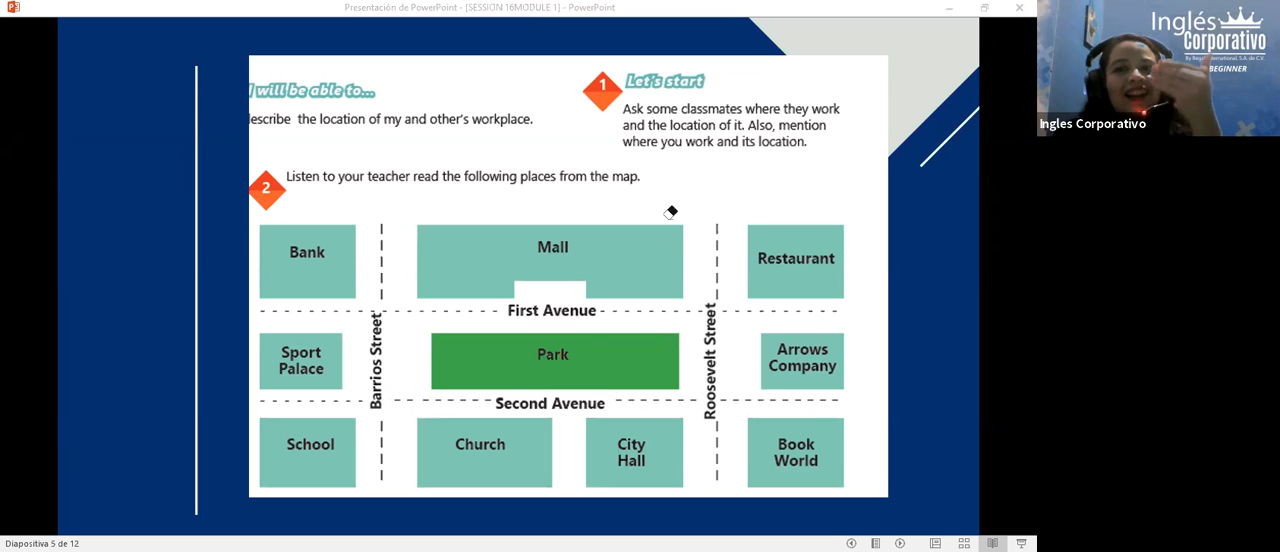 Presentación de PowerPoint - [SESSION 16MODULE 1] - PowerPoint
I will be able to...
describe the location of my and other's workplace.
1
Let's start
Ask some classmates where they work
and the location of it. Also, mention
where you work and its location.
2
Listen to your teacher read the following places from the map.
Bank
Mall
Restaurant
First Avenue
Barrios Street
Roosevelt Street
Sport
Palace
Park
Arrows
Company
Second Avenue
School
Church
City
Hall
Book
World
Diapositiva 5 de 12
Inglés
Corporativo
BEGINNER
Ingles Corporativo